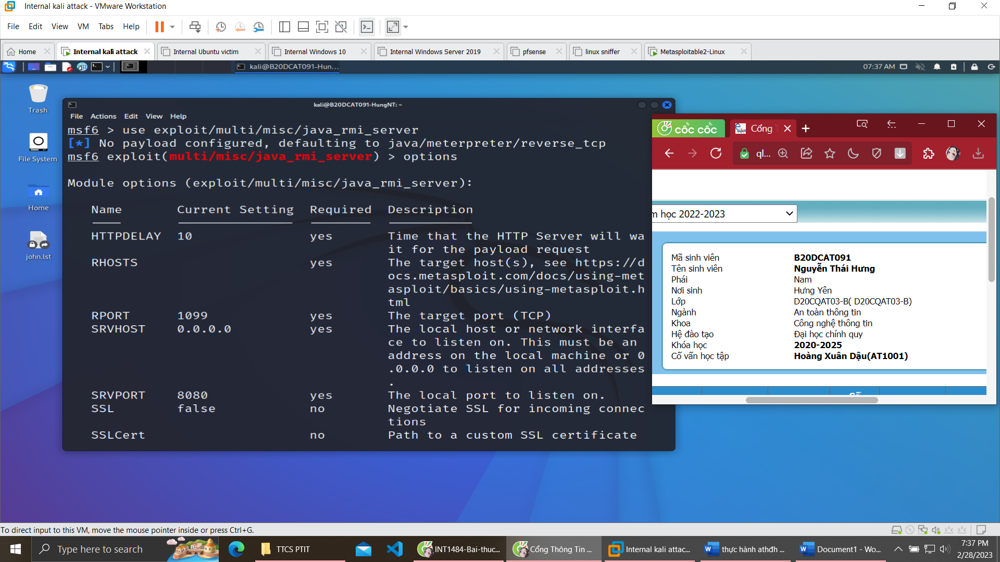 Internal kali attack - VMware Workstation
File Edit View VM Tabs Help
Home Internal kali attack Internal Ubuntu victim Internal Windows 10 Internal Windows Server 2019 pfsense linux sniffer Metasploitable2-Linux
kali@B20DCAT091-Hun... 07:37 AM
Trash
File System
Home
john.lst
kali@B20DCAT091-HungNT: ~
File Actions Edit View Help
msf6 > use exploit/multi/misc/java_rmi_server
[*] No payload configured, defaulting to java/meterpreter/reverse_tcp
msf6 exploit(multi/misc/java_rmi_server) > options
Module options (exploit/multi/misc/java_rmi_server):
Name Current Setting Required Description
HTTPDELAY 10 yes Time that the HTTP Server will wa
it for the payload request
RHOSTS yes The target host(s), see https://d
ocs.metasploit.com/docs/using-met
asploit/basics/using-metasploit.h
tml
RPORT 1099 yes The target port (TCP)
SRVHOST 0.0.0.0 yes The local host or network interfa
ce to listen on. This must be an
address on the local machine or 0
.0.0.0 to listen on all addresses
.
SRVPORT 8080 yes The local port to listen on.
SSL false no Negotiate SSL for incoming connec
tions
SSLCert no Path to a custom SSL certificate
cốc cốc Cổng T
ql...
m học 2022-2023
Mã sinh viên B20DCAT091
Tên sinh viên Nguyễn Thái Hưng
Phái Nam
Nơi sinh Hưng Yên
Lớp D20CQAT03-B( D20CQAT03-B)
Ngành An toàn thông tin
Khoa Công nghệ thông tin
Hệ đào tạo Đại học chính quy
Khóa học 2020-2025
Cố vấn học tập Hoàng Xuân Dậu(AT1001)
To direct input to this VM, move the mouse pointer inside or press Ctrl+G.
Type here to search
TTCS PTIT
INT1484-Bai-thuc...
Cổng Thông Tin ...
Internal kali attac...
thực hành athđh ...
Document1 - Wo...
7:37 PM
2/28/2023